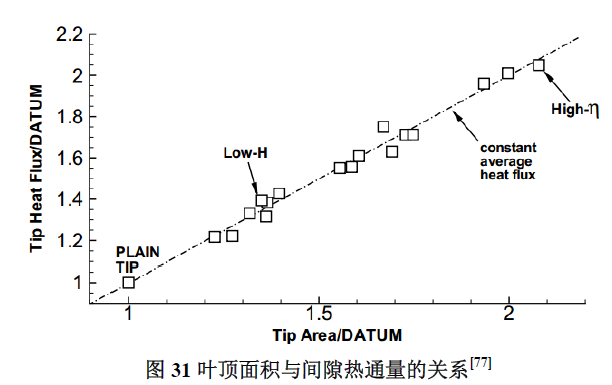 2.2
2
1.8
1.6
1.4
1.2
1
Tip Heat Flux/DATUM
High-η
constant
average
heat flux
Low-H
PLAIN
TIP
1
1.5
2
Tip Area/DATUM
图 31 叶顶面积与间隙热通量的关系[77]